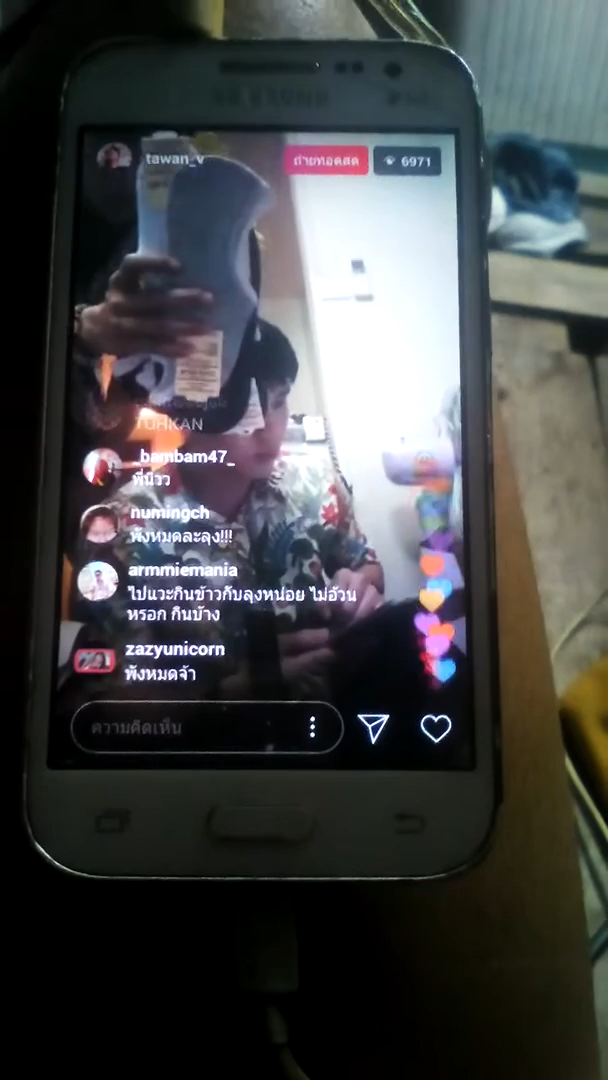 SAMSUNG
tawan_v
ถ่ายทอดสด
6971
TOHKAN
_bambam47_
พี่นิวว
numingch
พังหมดละลุง!!!
armmiemania
ไปแวะกินข้าวกับลุงหน่อย ไม่อ้วน
หรอก กินบ้าง
zazyunicorn
พังหมดจ้า
ความคิดเห็น